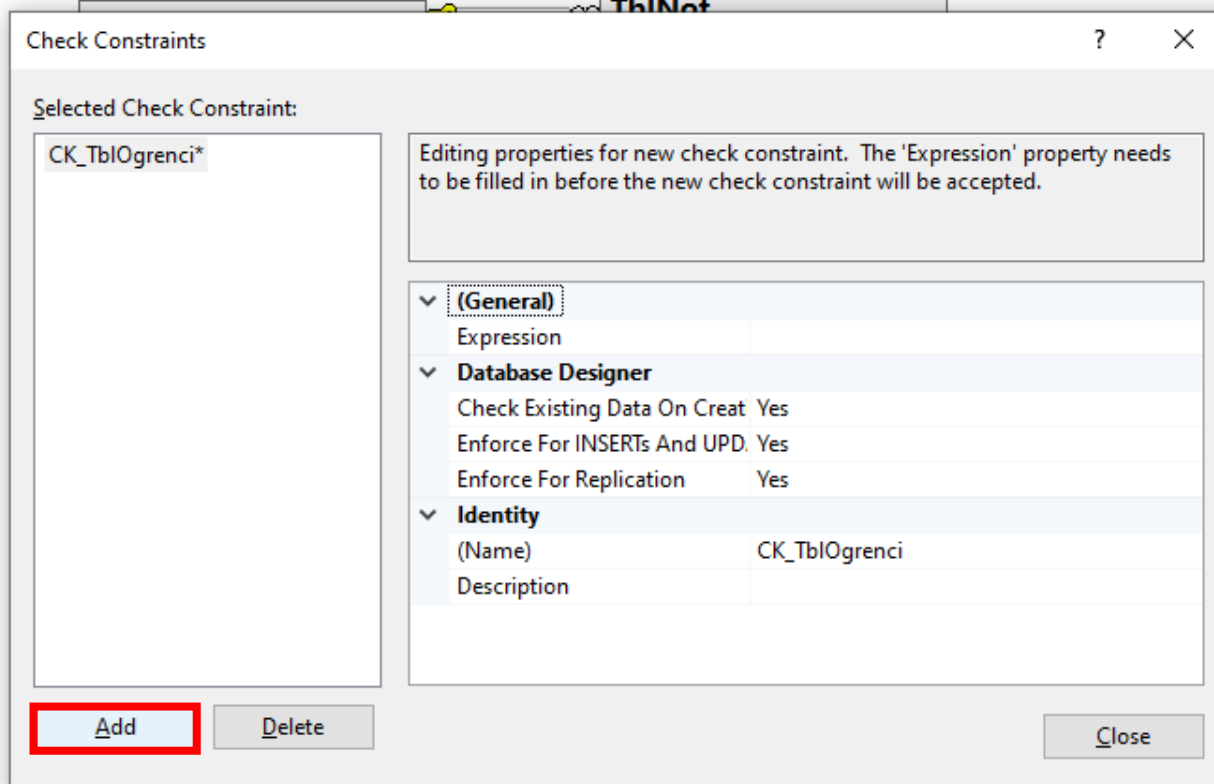 TblNot
Check Constraints
?
Selected Check Constraint:
CK_TblOgrenci*
Editing properties for new check constraint. The 'Expression' property needs
to be filled in before the new check constraint will be accepted.
(General)
Expression
Database Designer
Check Existing Data On Creat Yes
Enforce For INSERTs And UPD. Yes
Enforce For Replication Yes
Identity
(Name) CK_TblOgrenci
Description
Add Delete
Close